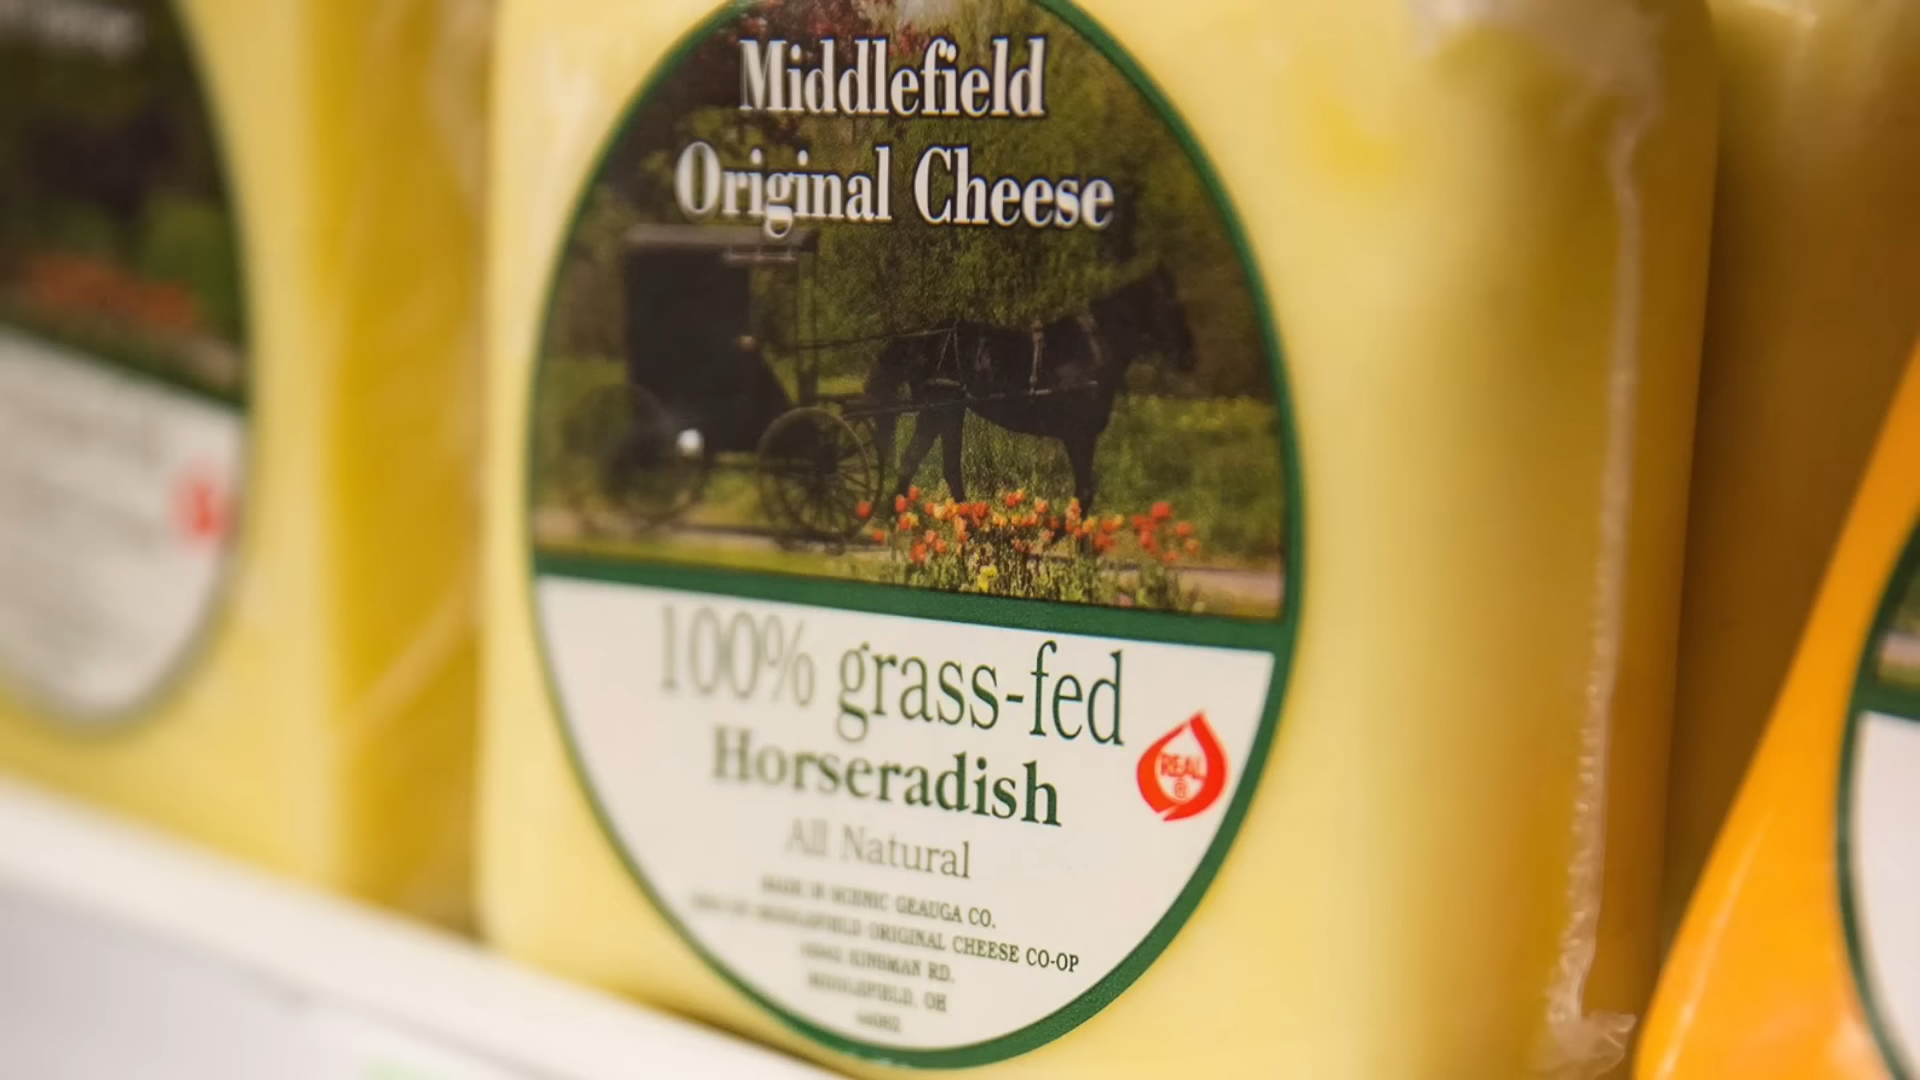 Middlefield
Original Cheese
100% grass-fed
Horseradish
REAL
®
All Natural
MADE IN SCENIC GEAUGA CO.
MIDDLEFIELD ORIGINAL CHEESE CO-OP
KINSMAN RD.
MIDDLEFIELD, OH